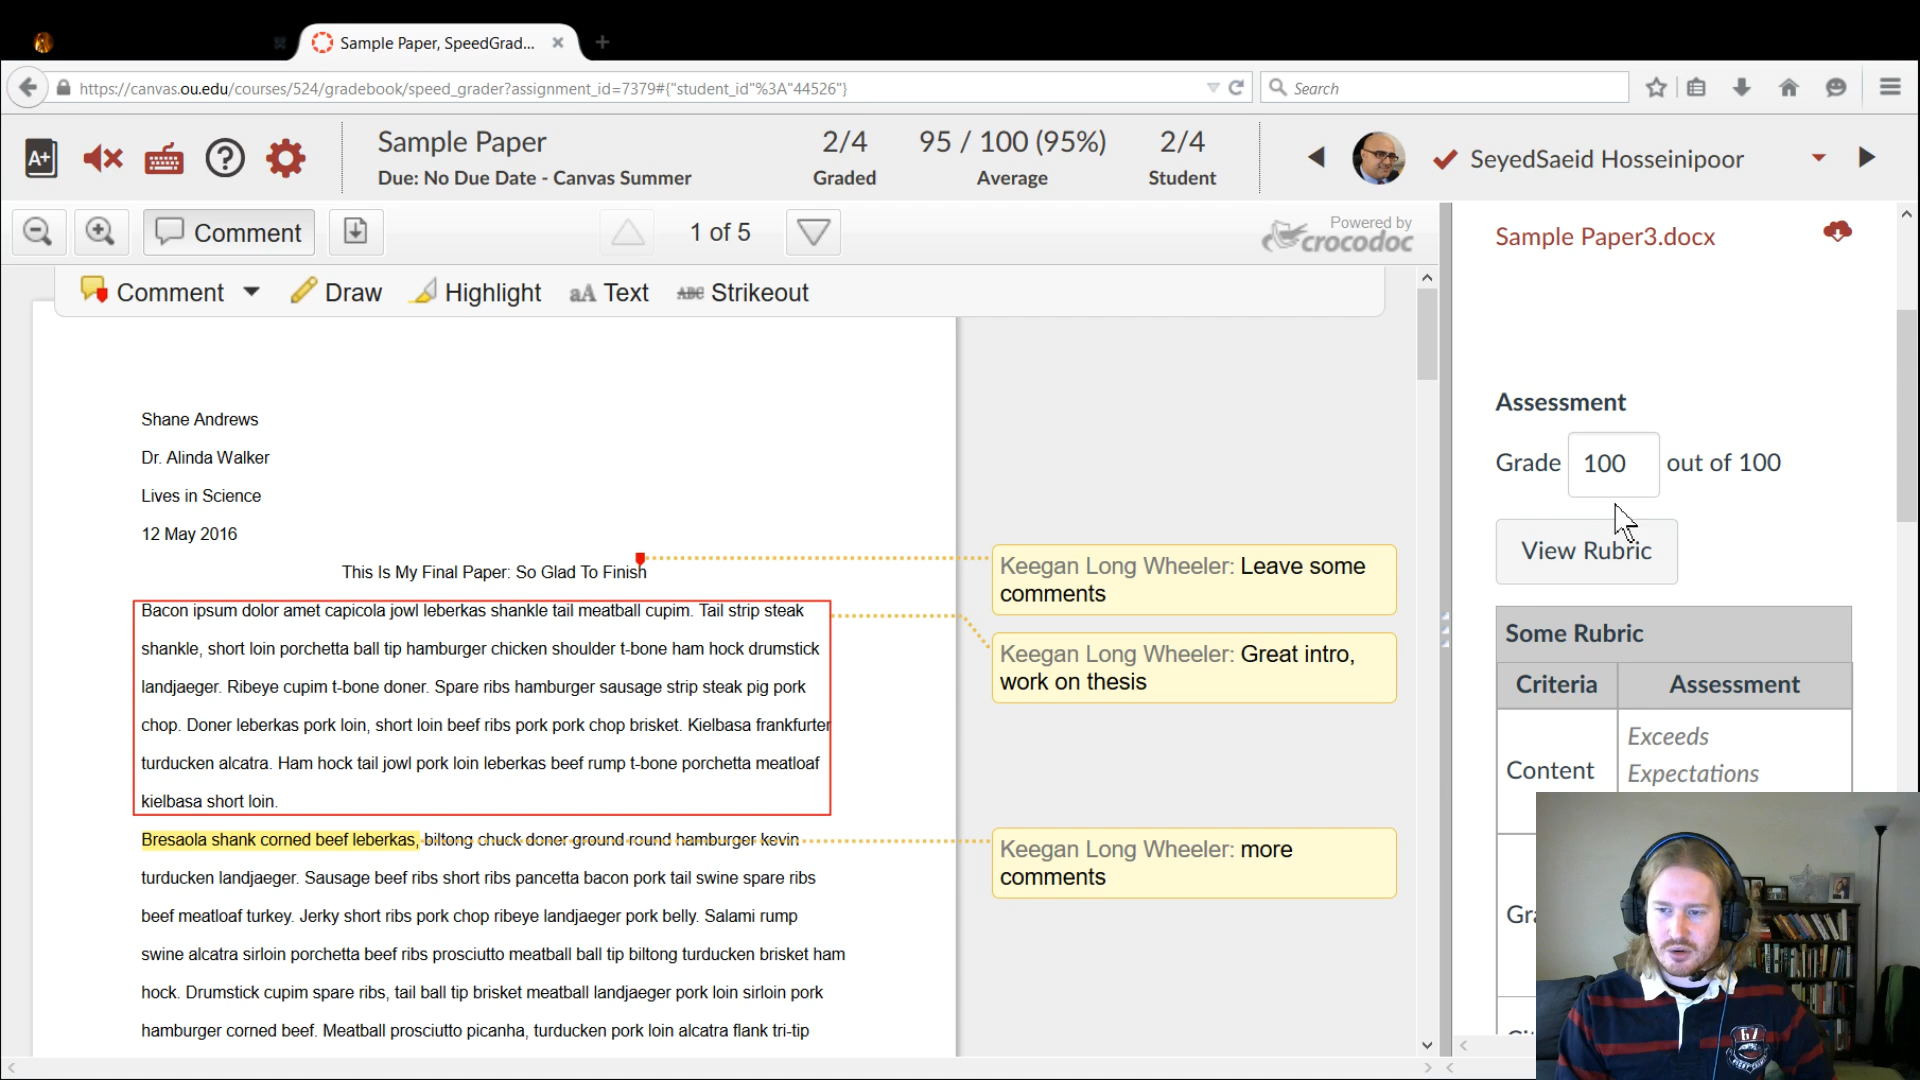 Sample Paper, SpeedGrad...
https://canvas.ou.edu/courses/524/gradebook/speed_grader?assignment_id=7379#{"student_id"%3A"44526"}
Search
A+
Sample Paper
Due: No Due Date - Canvas Summer
2/4
Graded
95 / 100 (95%)
Average
2/4
Student
SeyedSaeid Hosseinipoor
Comment
1 of 5
Powered by
crocodoc
Comment
Draw
Highlight
aA Text
ABC Strikeout
Shane Andrews
Dr. Alinda Walker
Lives in Science
12 May 2016
This Is My Final Paper: So Glad To Finish
Bacon ipsum dolor amet capicola jowl leberkas shankle tail meatball cupim. Tail strip steak
shankle, short loin porchetta ball tip hamburger chicken shoulder t-bone ham hock drumstick
landjaeger. Ribeye cupim t-bone doner. Spare ribs hamburger sausage strip steak pig pork
chop. Doner leberkas pork loin, short loin beef ribs pork pork chop brisket. Kielbasa frankfurter
turducken alcatra. Ham hock tail jowl pork loin leberkas beef rump t-bone porchetta meatloaf
kielbasa short loin.
Bresaola shank corned beef leberkas, biltong chuck doner ground round hamburger kevin
turducken landjaeger. Sausage beef ribs short ribs pancetta bacon pork tail swine spare ribs
beef meatloaf turkey. Jerky short ribs pork chop ribeye landjaeger pork belly. Salami rump
swine alcatra sirloin porchetta beef ribs prosciutto meatball ball tip biltong turducken brisket ham
hock. Drumstick cupim spare ribs, tail ball tip brisket meatball landjaeger pork loin sirloin pork
hamburger corned beef. Meatball prosciutto picanha, turducken pork loin alcatra flank tri-tip
Keegan Long Wheeler: Leave some
comments
Keegan Long Wheeler: Great intro,
work on thesis
Keegan Long Wheeler: more
comments
Sample Paper3.docx
Assessment
Grade 100 out of 100
View Rubric
Some Rubric
Criteria
Assessment
Content
Exceeds
Expectations
Gra
67